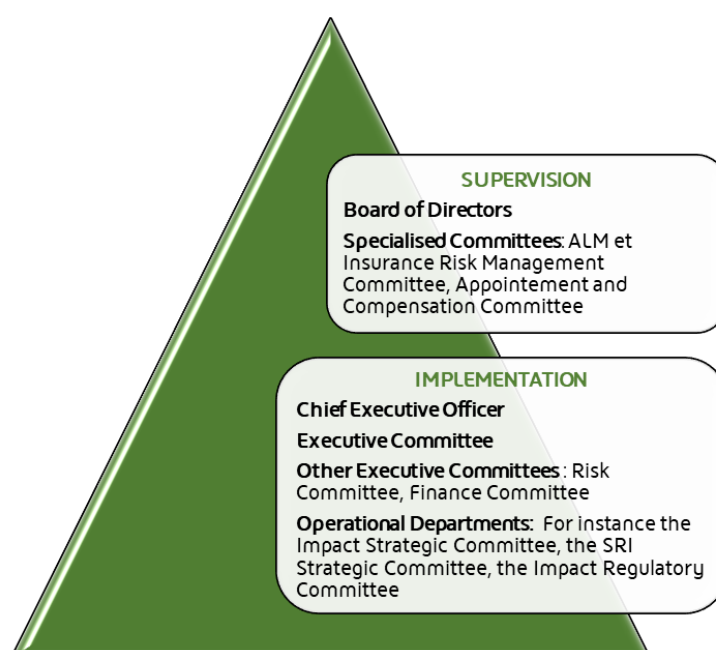 SUPERVISION
Board of Directors
Specialised Committees: ALM et
Insurance Risk Management
Committee, Appointement and
Compensation Committee
IMPLEMENTATION
Chief Executive Officer
Executive Committee
Other Executive Committees : Risk
Committee, Finance Committee
Operational Departments: For instance the
Impact Strategic Committee, the SRI
Strategic Committee, the Impact Regulatory
Committee